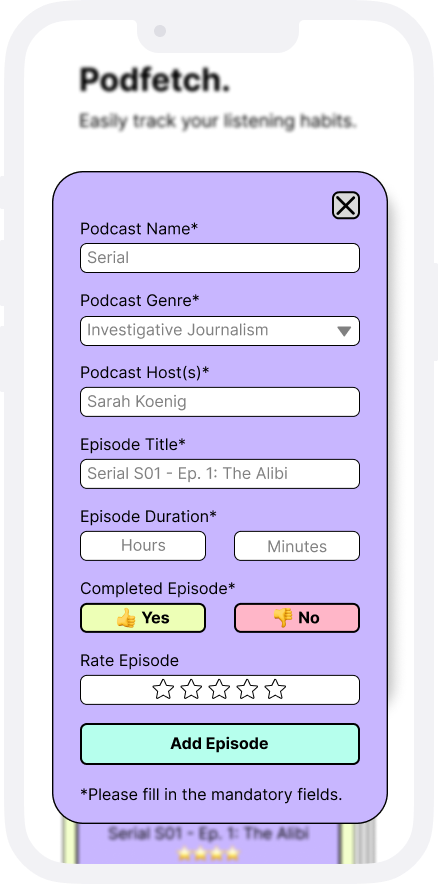 Podfetch.
Easily track your listening habits.
Podcast Name*
Serial
Podcast Genre*
Investigative Journalism
Podcast Host(s)*
Sarah Koenig
Episode Title*
Serial S01 - Ep. 1: The Alibi
Episode Duration*
Hours Minutes
Completed Episode*
👍 Yes 👎 No
Rate Episode
Add Episode
*Please fill in the mandatory fields.
Serial S01 - Ep. 1: The Alibi